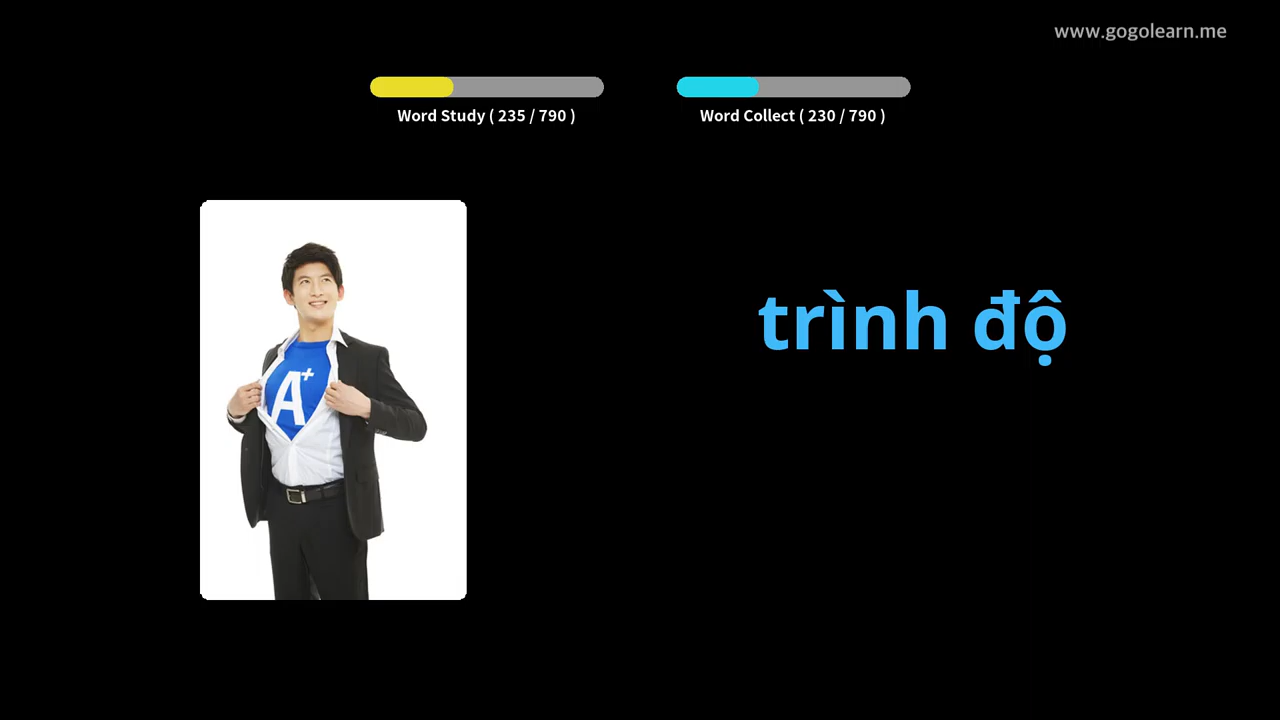 www.gogolearn.me
Word Study ( 235 / 790 )
Word Collect ( 230 / 790 )
trình độ
A+